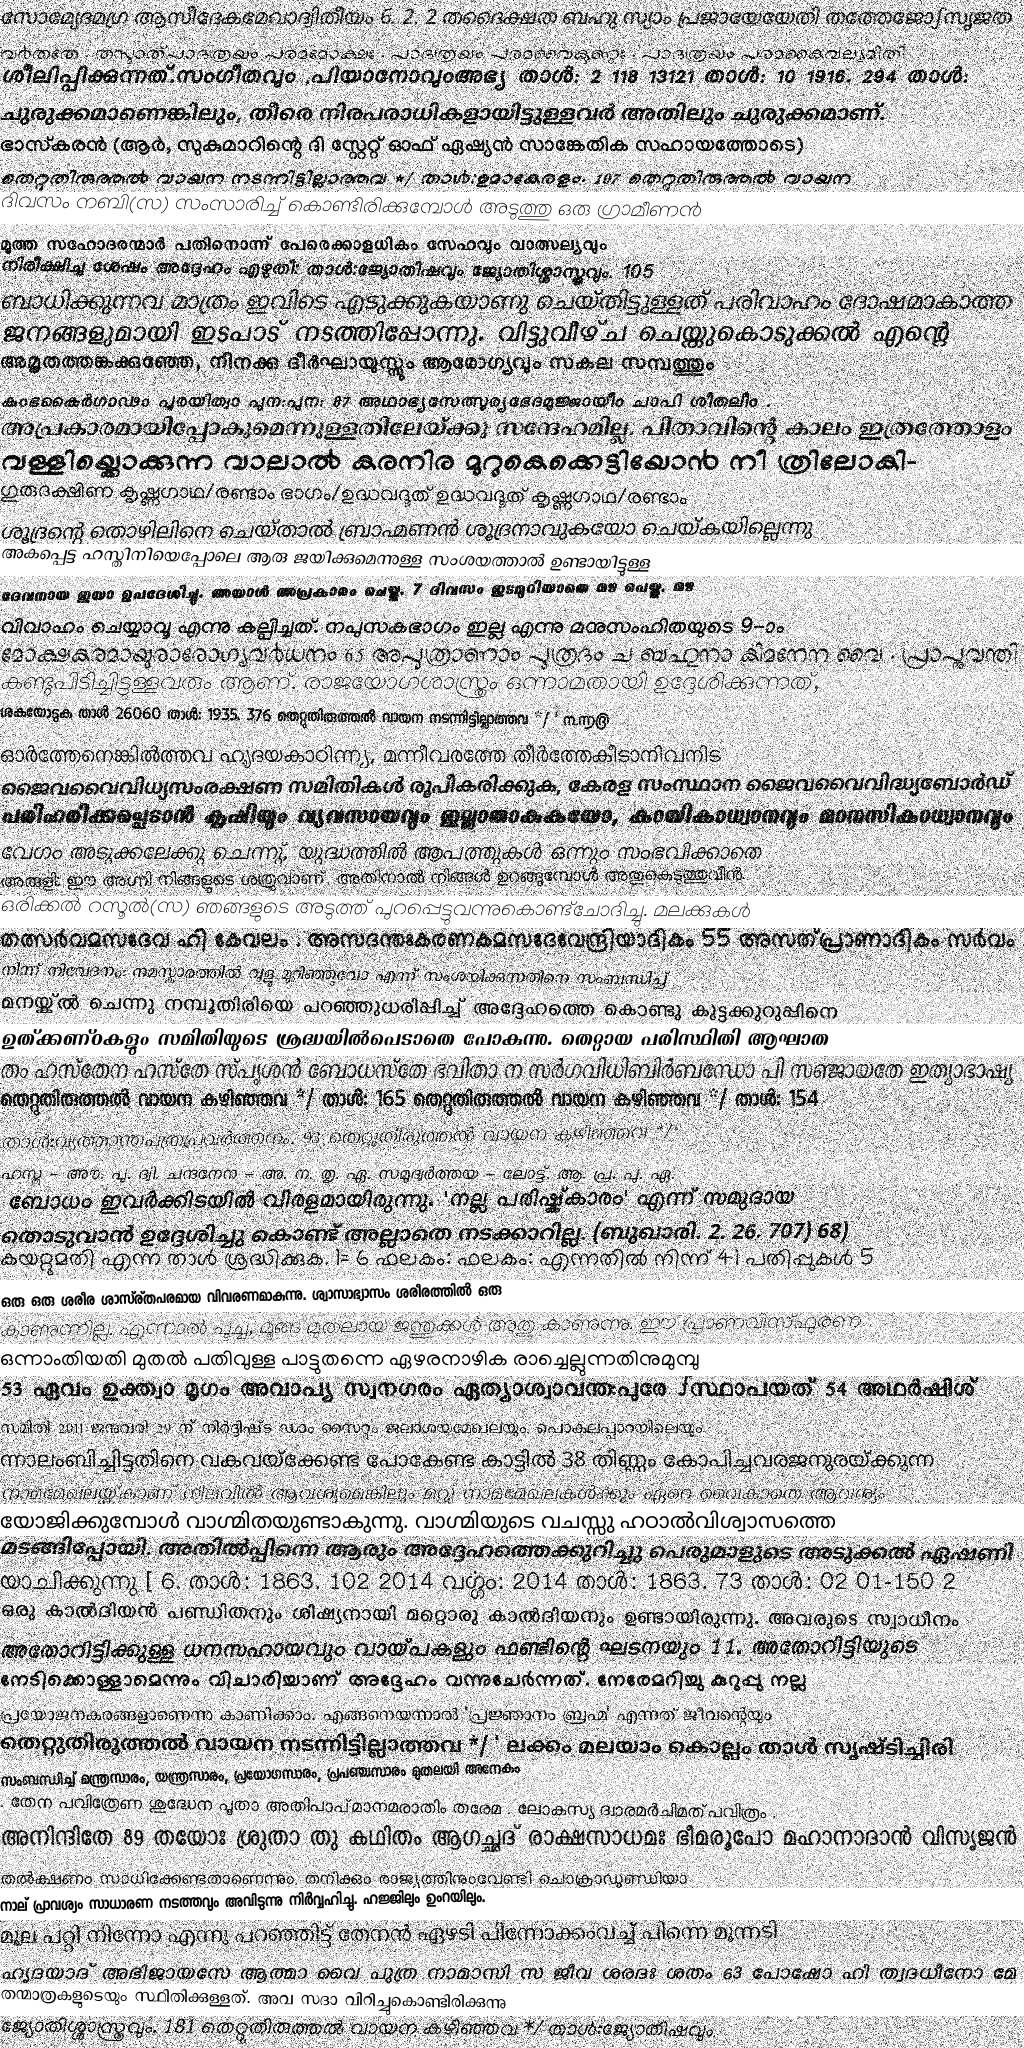 സോമ്യേദമഗ്ര ആസീദേകമേവാദ്വിതീയം 6. 2. 2 തദൈക്ഷത ബഹു സ്യാം പ്രജായേയേതി തത്തേജോഽസൃജത
വർതതേ . തസ്മാത്പാദത്രയം പരമമോക്ഷഃ . പാദത്രയം പരമവൈകുണ്ഠഃ . പാദത്രയം പരമകൈവല്യമിതി
ശീലിപ്പിക്കുന്നത്.സംഗീതവും ,പിയാനോവുംഅഭ്യ താൾ: 2 118 13121 താൾ: 10 1916. 294 താൾ:
ചുരുക്കമാണെങ്കിലും, തീരെ നിരപരാധികളായിട്ടുള്ളവർ അതിലും ചുരുക്കമാണ്.
ഭാസ്കരൻ (ആർ, സുകുമാറിന്റെ ദി സ്റ്റേറ്റ് ഓഫ് ഏഷ്യൻ സാങ്കേതിക സഹായത്തോടെ)
തെറ്റുതിരുത്തൽ വായന നടന്നിട്ടില്ലാത്തവ */ താൾ:ഉമാകേരളം. 107 തെറ്റുതിരുത്തൽ വായന
ദിവസം നബി(സ) സംസാരിച്ച് കൊണ്ടിരിക്കുമ്പോൾ അടുത്തു ഒരു ഗ്രാമീണൻ
മൂത്ത സഹോദരന്മാർ പതിനൊന്ന് പേരെക്കാളധികം സേഹവും വാത്സല്യവും
നിരീക്ഷിച്ച ശേഷം അദ്ദേഹം എഴുതി: താൾ:ജ്യോതിഷവും ജ്യോതിശ്ശാസ്ത്രവും. 105
ബാധിക്കുന്നവ മാത്രം ഇവിടെ എടുക്കുകയാണു ചെയ്തിട്ടുള്ളത് പരിവാഹം ദോഷമാകാത്ത
ജനങ്ങളുമായി ഇടപാട് നടത്തിപ്പോന്നു. വിട്ടുവീഴ്ച ചെയ്തുകൊടുക്കൽ എന്റെ
അമൃതത്തങ്കക്കുഞ്ഞേ, നിനക്കു ദീർഘായുസ്സും ആരോഗ്യവും സകല സമ്പത്തും
കുംഭകൈർഗാഢം പൂരയിത്വാ പുനഃപുനഃ 87 അഥാഭ്യസേത്സൂര്യഭേദമുജ്ജായീം ചാപി ശീതലീം .
അപ്രകാരമായിപ്പോകുമെന്നുള്ളതിലേയ്ക്കു സന്ദേഹമില്ല. പിതാവിന്റെ കാലം ഇത്രത്തോളം
വള്ളിയ്ക്കൊക്കുന്ന വാലാൽ കരനിര മുറുകെക്കെട്ടിയോൻ നീ ത്രിലോകി–
ഗുരുദക്ഷിണ കൃഷ്ണഗാഥ/രണ്ടാം ഭാഗം/ഉദ്ധവദൂത് ഉദ്ധവദൂത് കൃഷ്ണഗാഥ/രണ്ടാം
ശൂദ്രന്റെ തൊഴിലിനെ ചെയ്താൽ ബ്രാഹ്മണൻ ശൂദ്രനാവുകയോ ചെയ്കയില്ലെന്നു
അകപ്പെട്ട ഹസ്തിനിയെപ്പോലെ ആരു ജയിക്കുമെന്നുള്ള സംശയത്താൽ ഉണ്ടായിട്ടുള്ള
ദേവനായ ഇയാ ഉപദേശിച്ചു. അയാൾ അപ്രകാരം ചെയ്തു. 7 ദിവസം ഇടമുറിയാതെ മഴ പെയ്തു. മഴ
വിവാഹം ചെയ്യാവൂ എന്നു കല്പിച്ചത്. നപുസകഭാഗം ഇല്ല എന്നു മനുസംഹിതയുടെ 9–ാം
മോക്ഷകരമായുരാരോഗ്യവർധനം 65 അപുത്രാണാം പുത്രദം ച ബഹുനാ കിമനേന വൈ . പ്രാപ്നുവന്തി
കണ്ടുപിടിച്ചിട്ടുള്ളവരും ആണ്. രാജയോഗശാസ്ത്രം ഒന്നാമതായി ഉദ്ദേശിക്കുന്നത്,
ശകയോടുക താൾ 26060 താൾ: 1935. 376 തെറ്റുതിരുത്തൽ വായന നടന്നിട്ടില്ലാത്തവ */ ' ൩൬൫
ഓർത്തേനെങ്കിൽത്തവ ഹൃദയകാഠിന്ന്യ, മന്നീവരത്തേ തീർത്തേകീടാനിവനിട
ജൈവവൈവിധ്യസംരക്ഷണ സമിതികൾ രൂപീകരിക്കുക, കേരള സംസ്ഥാന ജൈവവൈവിദ്ധ്യബോർഡ്
പരിഹരിക്കപ്പെടാൻ കൃഷിയും വ്യവസായവും ഇല്ലാതാകുകയോ, കായികാധ്വാനവും മാനസികാധ്വാനവും
വേഗം അടുക്കലേക്കു ചെന്നു്, യുദ്ധത്തിൽ ആപത്തുകൾ ഒന്നും സംഭവിക്കാതെ
അരുളി: ഈ അഗ്നി നിങ്ങളുടെ ശത്രുവാണ്. അതിനാൽ നിങ്ങൾ ഉറങ്ങുമ്പോൾ അതുകെടുത്തുവീൻ.
ഒരിക്കൽ റസൂൽ(സ) ഞങ്ങളുടെ അടുത്ത് പുറപ്പെട്ടുവന്നുകൊണ്ട്ചോദിച്ചു. മലക്കുകൾ
തത്സർവമസദേവ ഹി കേവലം . അസദന്തഃകരണകമസദേവേന്ദ്രിയാദികം 55 അസത്പ്രാണാദികം സർവം
നിന്ന് നിവേദനം: നമസ്കാരത്തിൽ വുളൂ മുറിഞ്ഞുവോ എന്ന് സംശയിക്കുന്നതിനെ സംബന്ധിച്ച്
മനയ്ക്കൽ ചെന്നു നമ്പൂതിരിയെ പറഞ്ഞുധരിപ്പിച്ച് അദ്ദേഹത്തെ കൊണ്ടു കുട്ടക്കുറുപ്പിനെ
ഉത്ക്കണ്ഠകളും സമിതിയുടെ ശ്രദ്ധയിൽപെടാതെ പോകുന്നു. തെറ്റായ പരിസ്ഥിതി ആഘാത
തം ഹസ്തേന ഹസ്തേ സ്പൃശൻ ബോധസ്തേ ഭവിതാ ന സർഗവിധിബിർബന്ധോ പി സഞ്ജായതേ ഇത്യാഭാഷ്യ
തെറ്റുതിരുത്തൽ വായന കഴിഞ്ഞവ */ താൾ: 165 തെറ്റുതിരുത്തൽ വായന കഴിഞ്ഞവ */ താൾ: 154
തെറ്റുതിരുത്തൽ വായന കഴിഞ്ഞവ */
ഹസ്ത – അഥ. പൂ. ദ്വി. ചന്ദനേന – അ. ന. തൃ. ഏ. സമുദ്വർത്തയ – ലോട്ട്. ആ. പ്ര. പു. ഏ.
ബോധം ഇവർക്കിടയിൽ വിരളമായിരുന്നു. 'നല്ല പരിഷ്ക്കാരം' എന്ന് സമുദായ
തൊടുവാൻ ഉദ്ദേശിച്ചു കൊണ്ട് അല്ലാതെ നടക്കാറില്ല. (ബുഖാരി. 2. 26. 707) 68)
കയറ്റുമതി എന്ന താൾ ശ്രദ്ധിക്കുക. |= 6 ഫലകം: ഫലകം: എന്നതിൽ നിന്ന് 41 പതിപ്പുകൾ 5
ഒരു ഒരു ശരീര ശാസ്ത്രപരമായ വിവരണമാകുന്നു. ശ്വാസാഭ്യാസം ശരീരത്തിൽ ഒരു
കാണുന്നില്ല. എന്നാൽ പൂച്ച, മൂങ്ങ മുതലായ ജന്തുക്കൾ അതു കാണുന്നു. ഈ പ്രാണവിസ്ഫുരണ
ഒന്നാംതിയതി മുതൽ പതിവുള്ള പാട്ടുതന്നെ ഏഴരനാഴിക രാച്ചെല്ലുന്നതിനുമുമ്പു
53 ഏവം ഉക്ത്വാ മൃഗം അവാപ്യ സ്വനഗരം ഏത്യാശ്വാവന്തഃപുരേ ഽസ്ഥാപയത് 54 അഥർഷിശ്
സമിതി 2011 ജനുവരി 29 ന് നിർദ്ദിഷ്ട ഡാം സൈറ്റും ജലാശയമേഖലയും, പൊകലപ്പാറയിലെയും
ന്നാലംബിച്ചിട്ടതിനെ വകവയ്ക്കേണ്ട പോകേണ്ട കാട്ടിൽ 38 തിണ്ണം കോപിച്ചവരജനുരയ്ക്കുന്ന
നാമമേഖലയ്ക്കാണ് നിലവിൽ ആവശ്യമെങ്കിലും മറ്റു നാമമേഖലകൾക്കും ഏറെ വൈകാതെ ആവശ്യം
യോജിക്കുമ്പോൾ വാഗ്മിതയുണ്ടാകുന്നു. വാഗ്മിയുടെ വചസ്സു ഹഠാൽവിശ്വാസത്തെ
മടങ്ങിപ്പോയി. അതിൽപ്പിന്നെ ആരും അദ്ദേഹത്തെക്കുറിച്ചു പെരുമാളുടെ അടുക്കൽ ഏഷണി
യാചിക്കുന്നു [ 6. താൾ: 1863. 102 2014 വർഗ്ഗം: 2014 താൾ: 1863. 73 താൾ: 02 01-150 2
ഒരു കാൽദിയൻ പണ്ഡിതനും ശിഷ്യനായി മറ്റൊരു കാൽദിയനും ഉണ്ടായിരുന്നു. അവരുടെ സ്വാധീനം
അതോറിട്ടിക്കുള്ള ധനസഹായവും വായ്പകളും ഫണ്ടിന്റെ ഘടനയും 11. അതോറിട്ടിയുടെ
നേടിക്കൊള്ളാമെന്നും വിചാരിച്ചാണ് അദ്ദേഹം വന്നുചേർന്നത്. നേരേമറിച്ചു കുറുപ്പു നല്ല
പ്രയോജനകരങ്ങളാണെന്നു കാണിക്കാം. എങ്ങനെയന്നാൽ 'പ്രജ്ഞാനം ബ്രഹ്മ' എന്നത് ജീവന്റെയും
തെറ്റുതിരുത്തൽ വായന നടന്നിട്ടില്ലാത്തവ */ ' ലക്കം മലയാം കൊല്ലം താൾ സൃഷ്ടിച്ചിരി
സംബന്ധിച്ച് മന്ത്രസാരം, യന്ത്രസാരം, പ്രയോഗസാരം, പ്രപഞ്ചസാരം മുതലയി അനേകം
. തേന പവിത്രേണ ശുദ്ധേന പൂതാ അതിപാപ്മാനമരാതിം തരേമ . ലോകസ്യ ദ്വാരമർചിമത്പവിത്രം .
അനിന്ദിതേ 89 തയോഃ ശ്രുതാ തു കഥിതം ആഗച്ഛദ് രാക്ഷസാധമഃ ഭീമരൂപോ മഹാനാദാൻ വിസൃജൻ
തൽക്ഷണം സാധിക്കേണ്ടതാണെന്നും, തനിക്കും രാജ്യത്തിനുംവേണ്ടി ചൊക്രാഡൂണ്ഡിയാ
നാല് പ്രാവശ്യം സാധാരണ നടത്തവും അവിടുന്നു നിർവ്വഹിച്ചു. ഹജ്ജിലും ഉംറയിലും.
മൂല പറ്റി നിന്നോ എന്നു പറഞ്ഞിട്ട് തേനൻ ഏഴടി പിന്നോക്കംവച്ച് പിന്നെ മൂന്നടി
ഹൃദയാദ് അഭിജായസേ ആത്മാ വൈ പുത്ര നാമാസി സ ജീവ ശരദഃ ശതം 63 പോഷോ ഹി ത്വദധീനോ മേ
തന്മാത്രകളുടെയും സ്ഥിതിക്കുള്ളത്. അവ സദാ വിറിച്ചുകൊണ്ടിരിക്കുന്നു
ജ്യോതിശ്ശാസ്ത്രവും. 181 തെറ്റുതിരുത്തൽ വായന കഴിഞ്ഞവ */ താൾ:ജ്യോതിഷവും